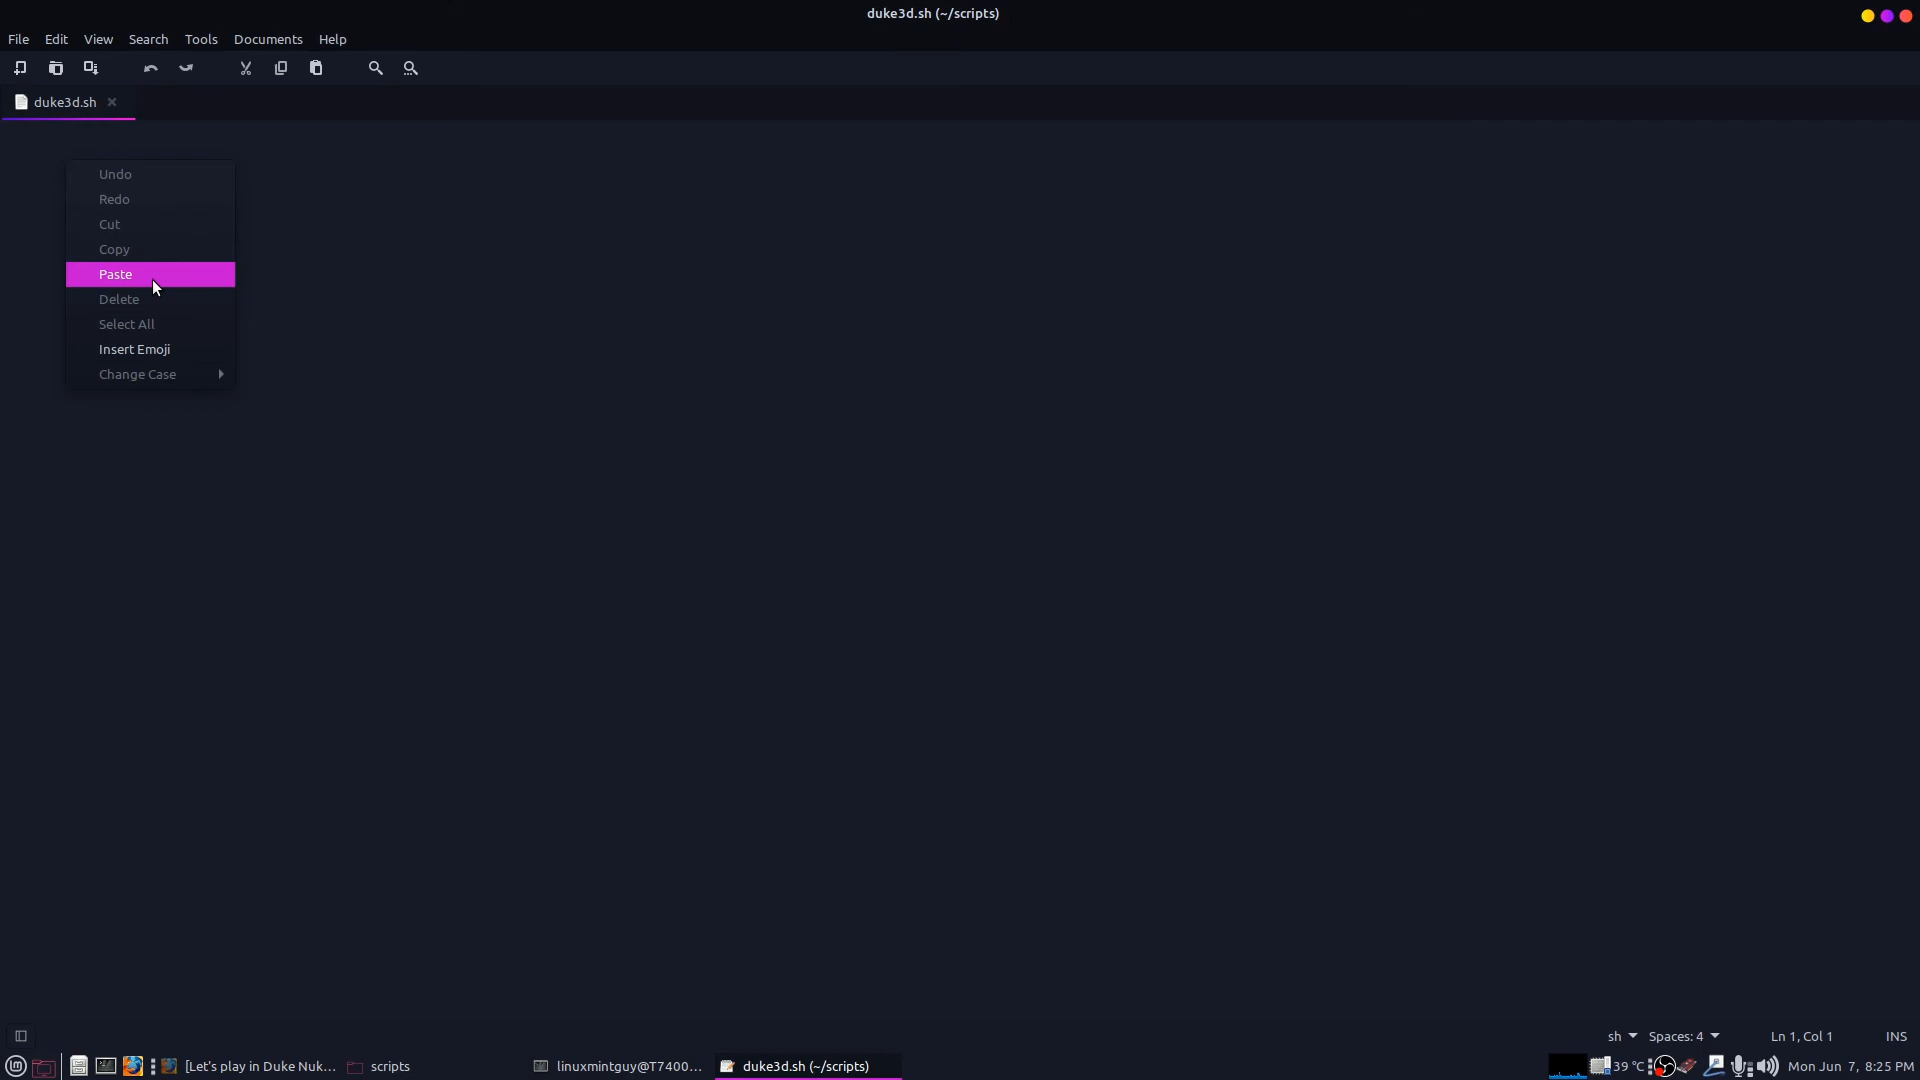 duke3d.sh (~/scripts)
File Edit View Search Tools Documents Help
duke3d.sh
Undo
Redo
Cut
Copy
Paste
Delete
Select All
Insert Emoji
Change Case
sh Spaces: 4 Ln 1, Col 1 INS
[Let's play in Duke Nuk... scripts linuxmintguy@T7400... duke3d.sh (~/scripts) 39 °C Mon Jun 7, 8:25 PM